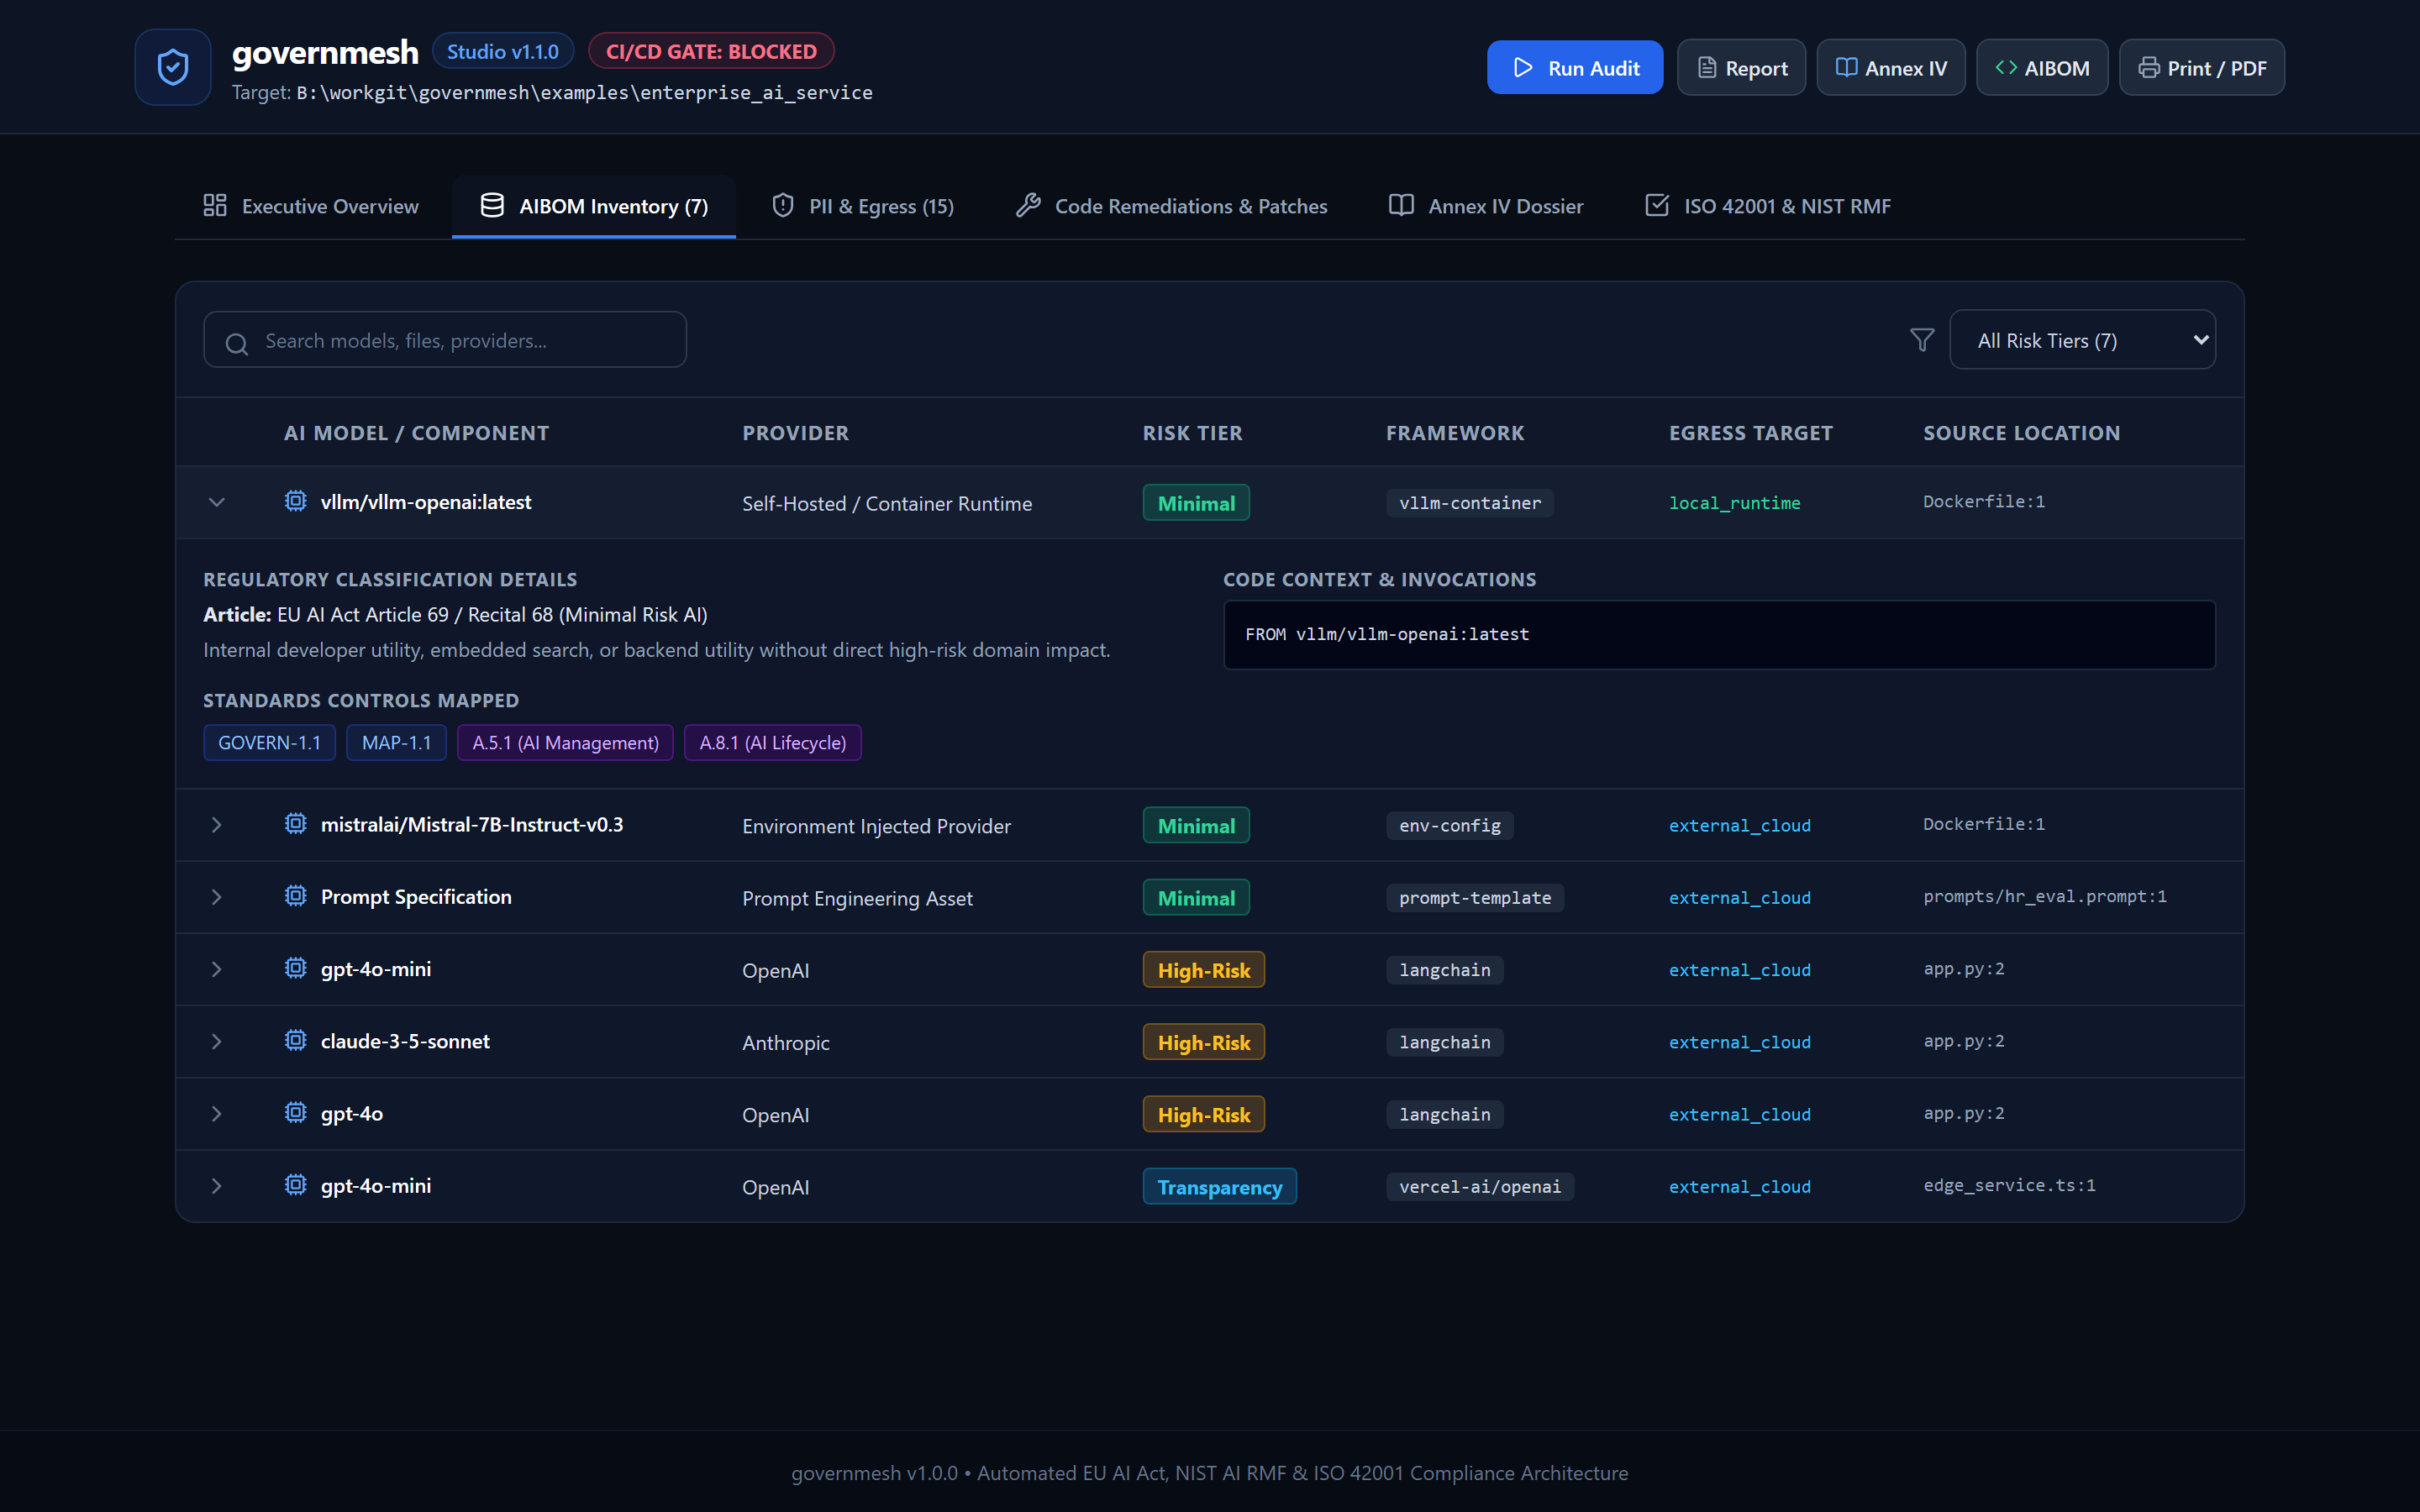 governmesh Studio v1.1.0 CI/CD GATE: BLOCKED
Target: B:\workgit\governmesh\examples\enterprise_ai_service
Run Audit Report Annex IV AIBOM Print / PDF
Executive Overview AIBOM Inventory (7) PII & Egress (15) Code Remediations & Patches Annex IV Dossier ISO 42001 & NIST RMF
Search models, files, providers... All Risk Tiers (7)
AI MODEL / COMPONENT PROVIDER RISK TIER FRAMEWORK EGRESS TARGET SOURCE LOCATION
vllm/vllm-openai:latest Self-Hosted / Container Runtime Minimal vllm-container local_runtime Dockerfile:1
REGULATORY CLASSIFICATION DETAILS
Article: EU AI Act Article 69 / Recital 68 (Minimal Risk AI)
Internal developer utility, embedded search, or backend utility without direct high-risk domain impact.
STANDARDS CONTROLS MAPPED
GOVERN-1.1 MAP-1.1 A.5.1 (AI Management) A.8.1 (AI Lifecycle)
CODE CONTEXT & INVOCATIONS
FROM vllm/vllm-openai:latest
mistralai/Mistral-7B-Instruct-v0.3 Environment Injected Provider Minimal env-config external_cloud Dockerfile:1
Prompt Specification Prompt Engineering Asset Minimal prompt-template external_cloud prompts/hr_eval.prompt:1
gpt-4o-mini OpenAI High-Risk langchain external_cloud app.py:2
claude-3-5-sonnet Anthropic High-Risk langchain external_cloud app.py:2
gpt-4o OpenAI High-Risk langchain external_cloud app.py:2
gpt-4o-mini OpenAI Transparency vercel-ai/openai external_cloud edge_service.ts:1
governmesh v1.0.0 • Automated EU AI Act, NIST AI RMF & ISO 42001 Compliance Architecture